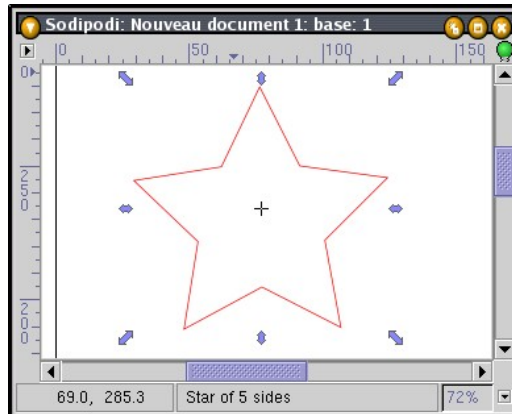 Sodipodi: Nouveau document 1: base: 1
0 50 100 150
0
250
200
69.0, 285.3 Star of 5 sides 72%